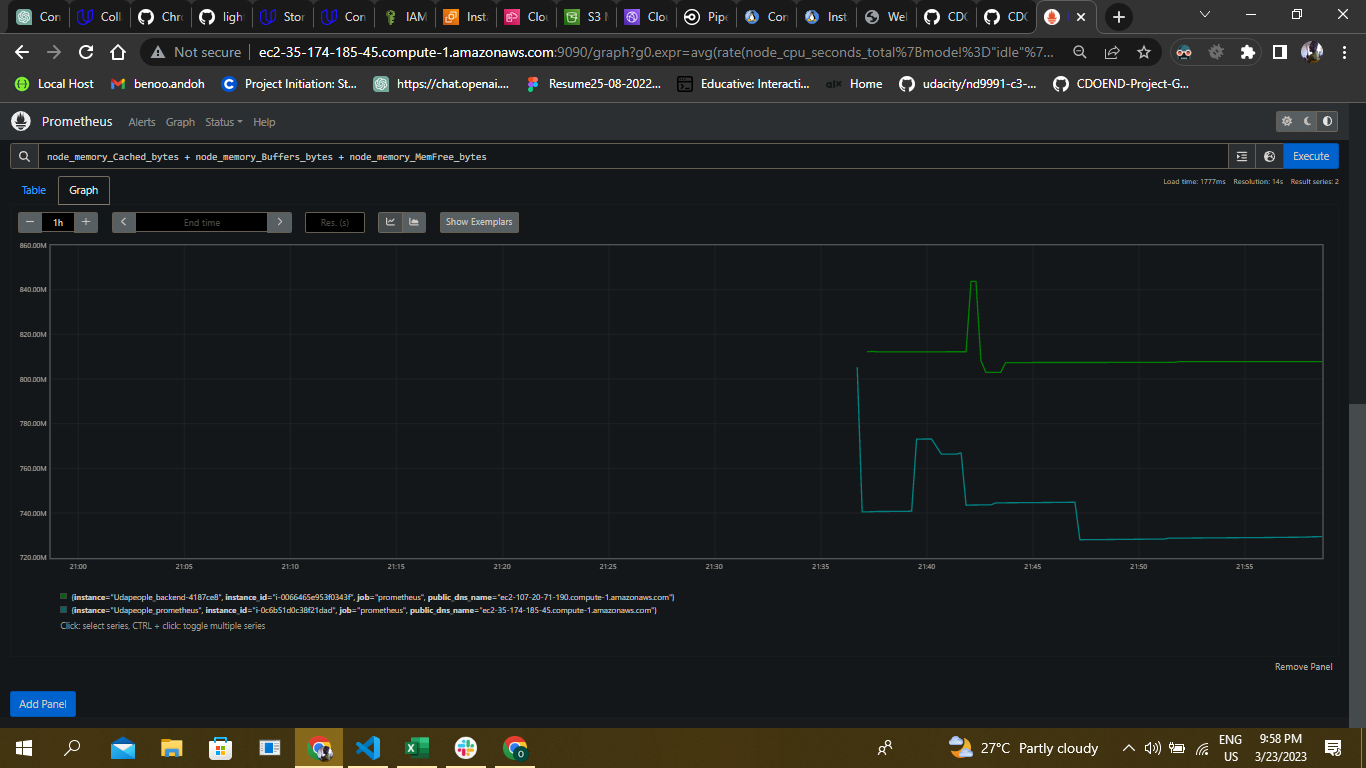 Con
Coll
Chro
ligh
Stor
Con
IAM
Inst
Clou
S3 M
Clou
Pipe
Con
Inst
Wel
CDO
CDO
Not secure
ec2-35-174-185-45.compute-1.amazonaws.com:9090/graph?g0.expr=avg(rate(node_cpu_seconds_total%7Bmodel%3D"idle"%7...
Local Host
benoo.andoh
Project Initiation: St...
https://chat.openai....
Resume25-08-2022...
Educative: Interacti...
alx
Home
udacity/nd9991-c3-...
CDOEND-Project-G...
Prometheus
Alerts
Graph
Status
Help
node_memory_Cached_bytes + node_memory_Buffers_bytes + node_memory_MemFree_bytes
Execute
Table
Graph
Load time: 1777ms
Resolution: 14s
Result series: 2
1h
End time
Res. (s)
Show Exemplars
860.00M
840.00M
820.00M
800.00M
780.00M
760.00M
740.00M
720.00M
21:00
21:05
21:10
21:15
21:20
21:25
21:30
21:35
21:40
21:45
21:50
21:55
{instance="Udapeople_backend-4187ce8", instance_id="i-0066465e953f0343f", job="prometheus", public_dns_name="ec2-107-20-71-190.compute-1.amazonaws.com"}
{instance="Udapeople_prometheus", instance_id="i-0c6b51d0c38f21dad", job="prometheus", public_dns_name="ec2-35-174-185-45.compute-1.amazonaws.com"}
Click: select series, CTRL + click: toggle multiple series
Remove Panel
Add Panel
27°C Partly cloudy
ENG
US
9:58 PM
3/23/2023